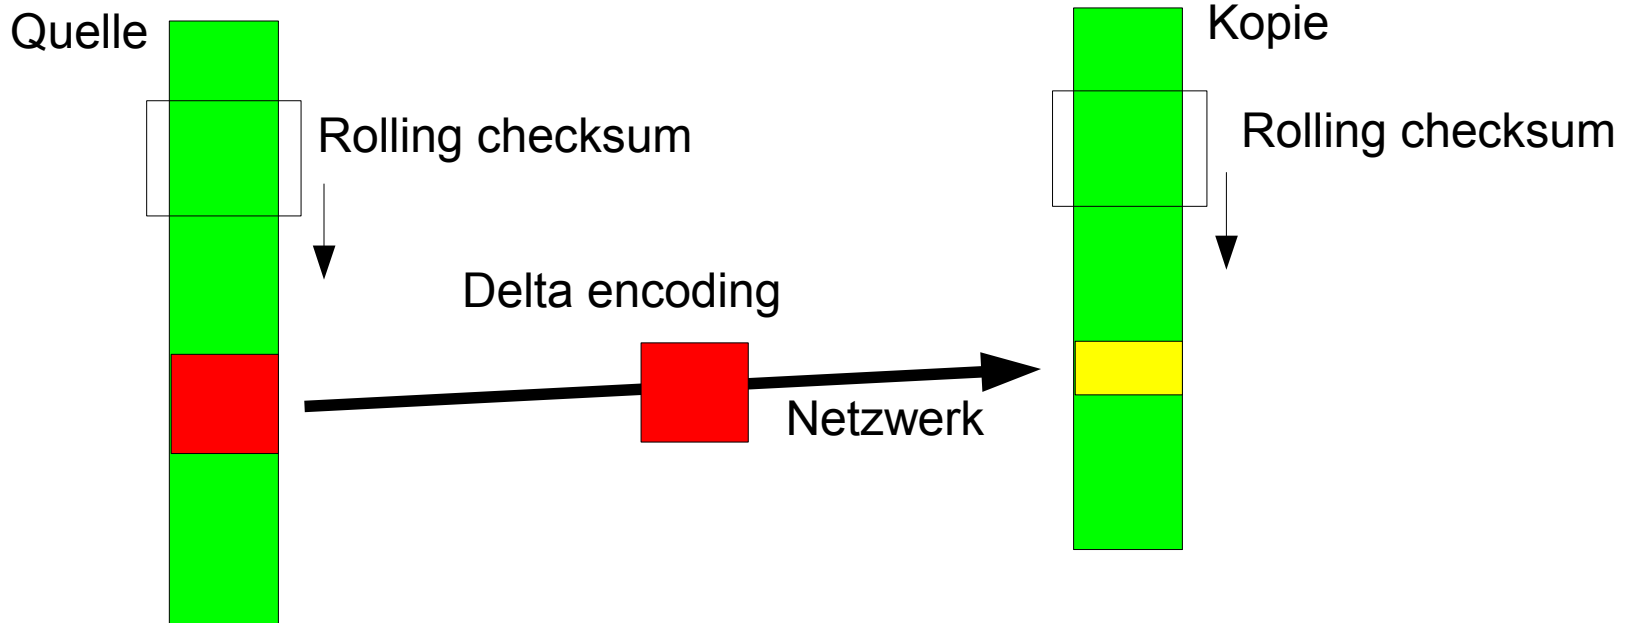 Quelle
Kopie
Rolling checksum
Rolling checksum
Delta encoding
Netzwerk